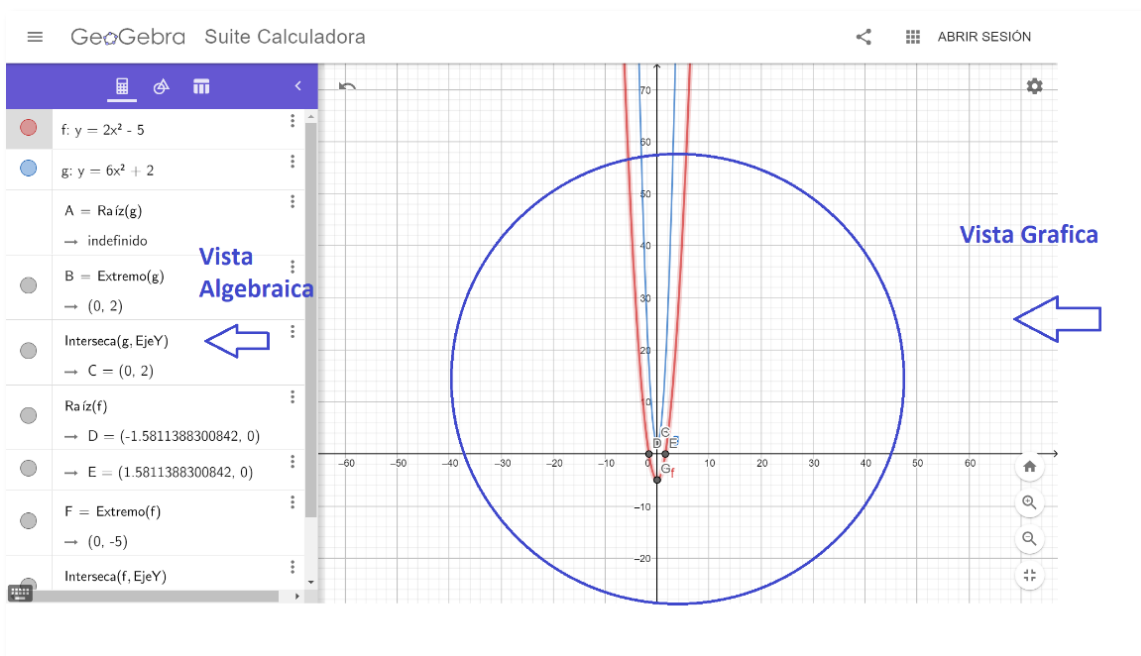 GeoGebra Suite Calculadora
ABRIR SESIÓN
f: y = 2x² - 5
g: y = 6x² + 2
A = Raíz(g)
→ indefinido
B = Extremo(g)
→ (0, 2)
Interseca(g, EjeY)
→ C = (0, 2)
Raíz(f)
→ D = (-1.5811388300842, 0)
→ E = (1.5811388300842, 0)
F = Extremo(f)
→ (0, -5)
Interseca(f, EjeY)
Vista
Algebraica
Vista Grafica
70
60
50
40
30
20
10
C
D E
-60 -50 -40 -30 -20 -10 0 10 20 30 40 50 60
G f
-10
-20